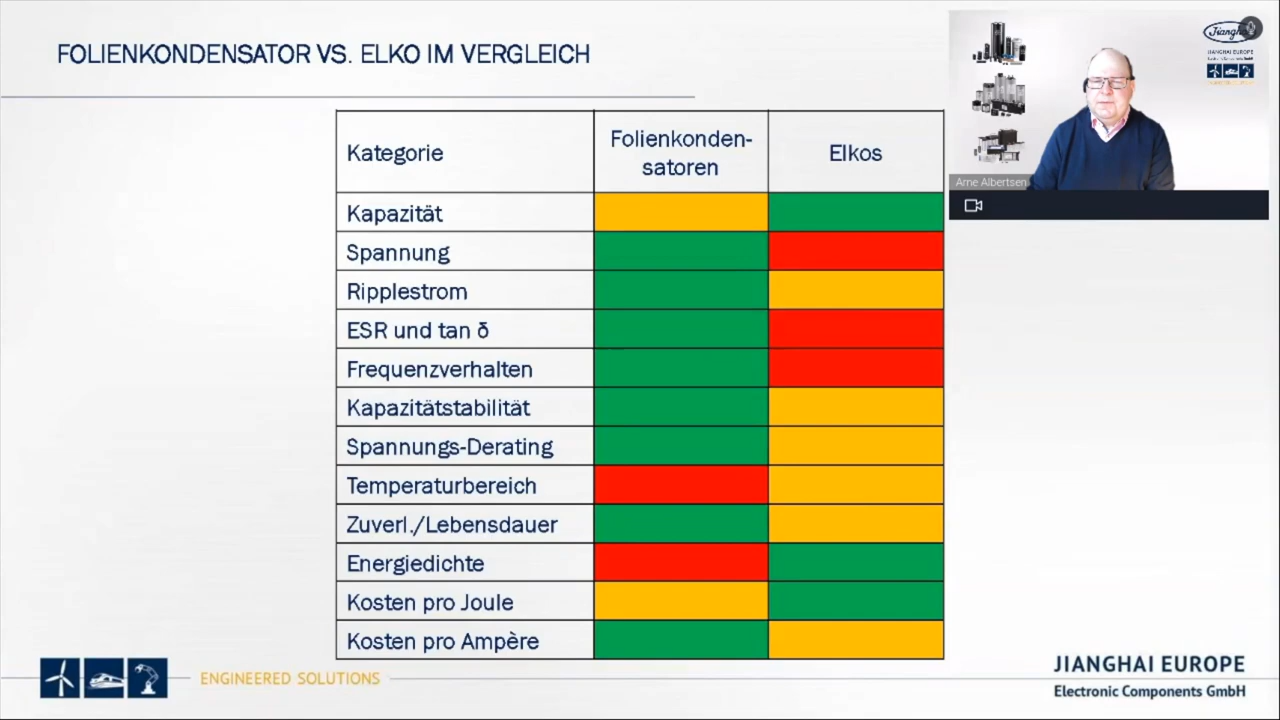 FOLIENKONDENSATOR VS. ELKO IM VERGLEICH
Kategorie
Folienkonden-
satoren
Elkos
Kapazität
Spannung
Ripplestrom
ESR und tan δ
Frequenzverhalten
Kapazitätstabilität
Spannungs-Derating
Temperaturbereich
Zuverl./Lebensdauer
Energiedichte
Kosten pro Joule
Kosten pro Ampère
Arne Albertsen
JIANGHAI EUROPE
ENGINEERED SOLUTIONS
JIANGHAI EUROPE
Electronic Components GmbH